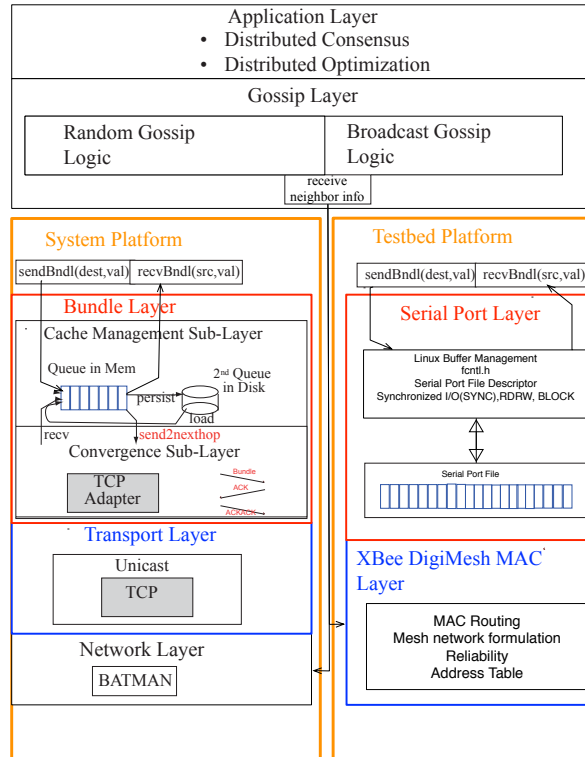 Application Layer
• Distributed Consensus
• Distributed Optimization
Gossip Layer
Random Gossip
Logic
Broadcast Gossip
Logic
receive
neighbor info
System Platform
sendBndl(dest,val)
recvBndl(src,val)
Bundle Layer
Cache Management Sub-Layer
Queue in Mem
2nd Queue
in Disk
persist
load
recv
send2nexthop
Convergence Sub-Layer
TCP
Adapter
Bundle
ACK
ACKACK
Transport Layer
Unicast
TCP
Network Layer
BATMAN
Testbed Platform
sendBndl(dest,val)
recvBndl(src,val)
Serial Port Layer
Linux Buffer Management
fcntl.h
Serial Port File Descriptor
Synchronized I/O(SYNC),RDRW, BLOCK
Serial Port File
XBee DigiMesh MAC
Layer
MAC Routing
Mesh network formulation
Reliability
Address Table